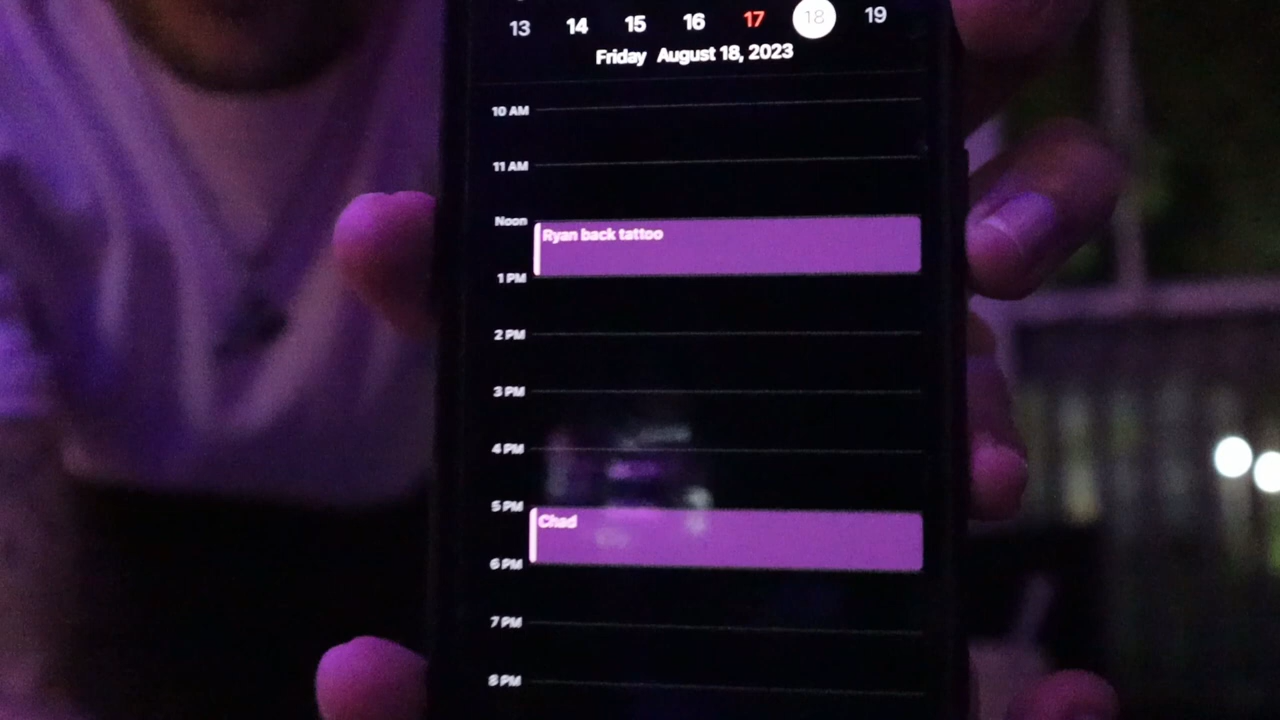 13 14 15 16 17 18 19
Friday August 18, 2023
10 AM
11 AM
Noon
Ryan back tattoo
1 PM
2 PM
3 PM
4 PM
5 PM
Chad
6 PM
7 PM
8 PM